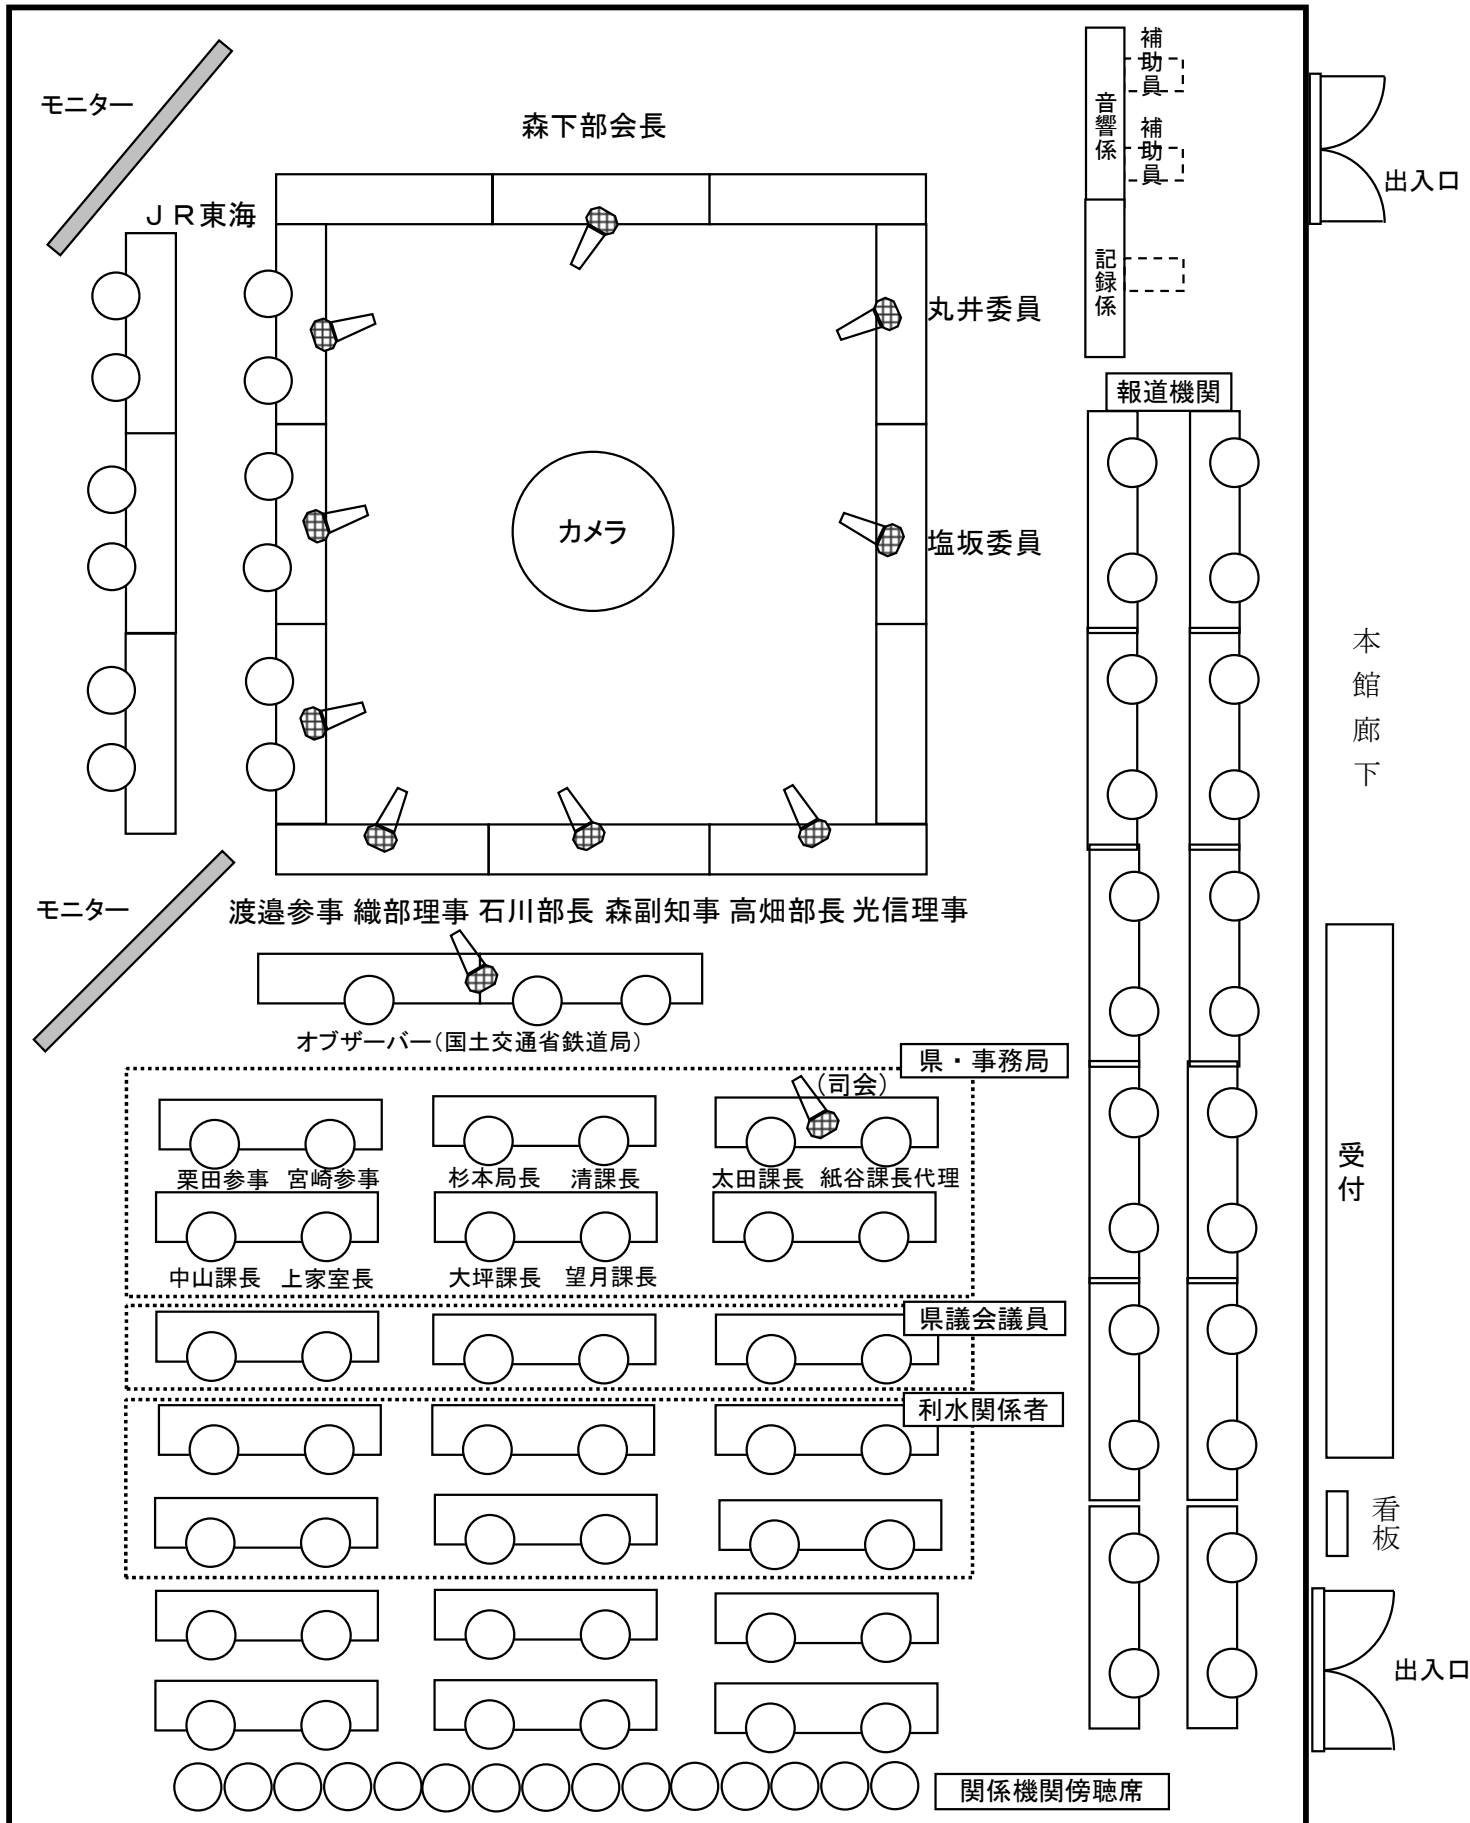 モニター
森下部会長
補助員
音響係
補助員
出入口
ＪＲ東海
記録係
丸井委員
報道機関
カメラ
塩坂委員
本館廊下
モニター
渡邉参事 織部理事 石川部長 森副知事 高畑部長 光信理事
オブザーバー（国土交通省鉄道局）
県・事務局
（司会）
栗田参事 宮崎参事 杉本局長 清課長 太田課長 紙谷課長代理
受付
中山課長 上家室長 大坪課長 望月課長
県議会議員
利水関係者
看板
出入口
関係機関傍聴席